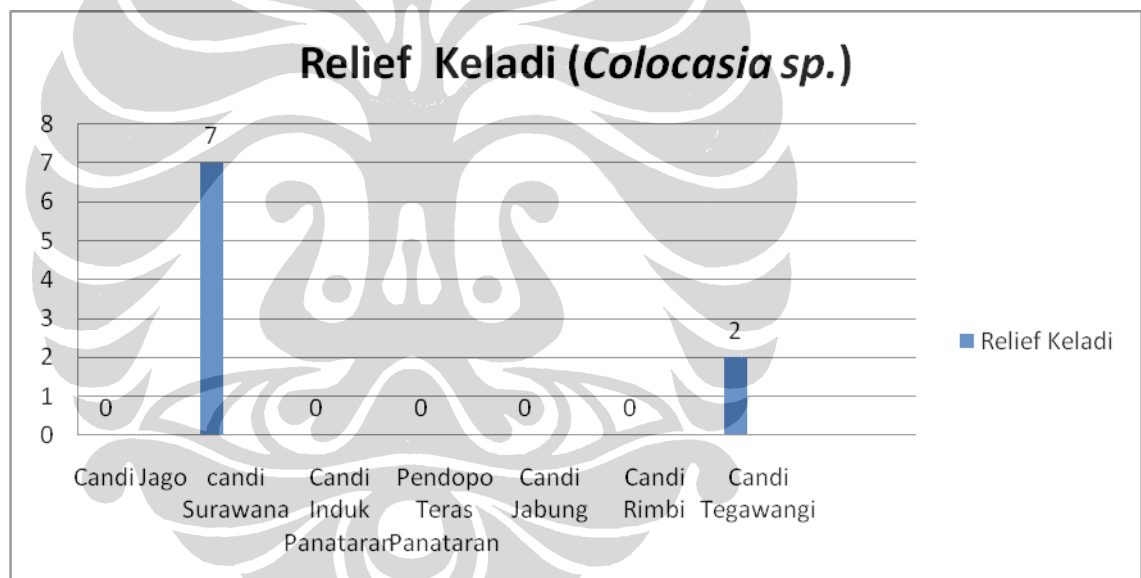 Relief Keladi (Colocasia sp.)
8
7
6
5
4
3
2
1
0
0
7
0
0
0
0
2
Candi Jago
candi
Surawana
Candi
Induk
Panataran
Pendopo
Teras
Panataran
Candi
Jabung
Candi
Rimbi
Candi
Tegawangi
Relief Keladi